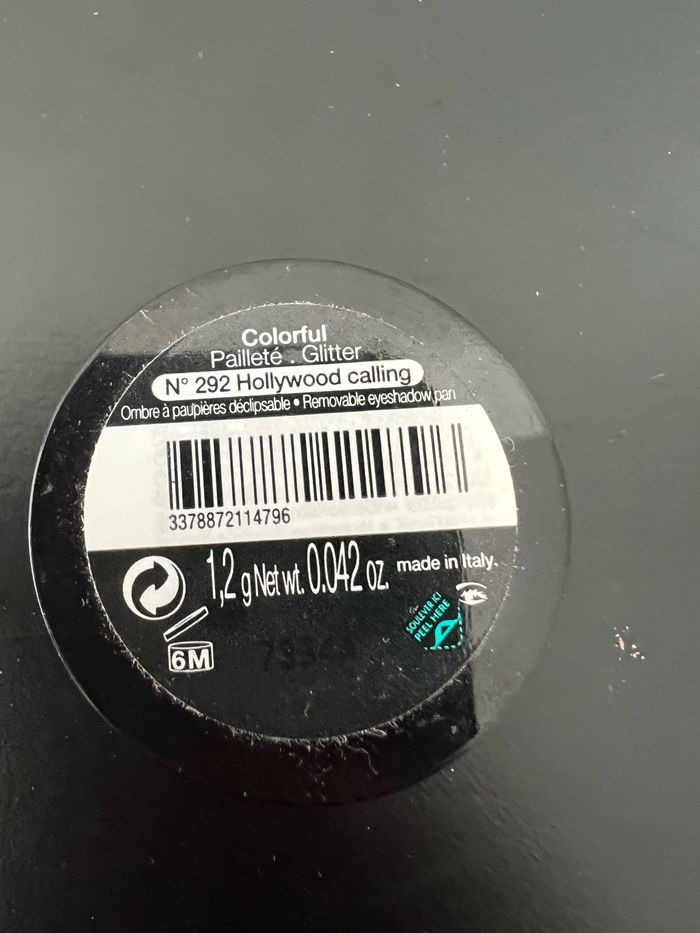 Colorful
Pailleté . Glitter
N° 292 Hollywood calling
Ombre à paupières déclipsable • Removable eyeshadow pan
3378872114796
1,2 g Net wt. 0.042 oz. made in Italy.
SOULEVER ICI
PEEL HERE
6M